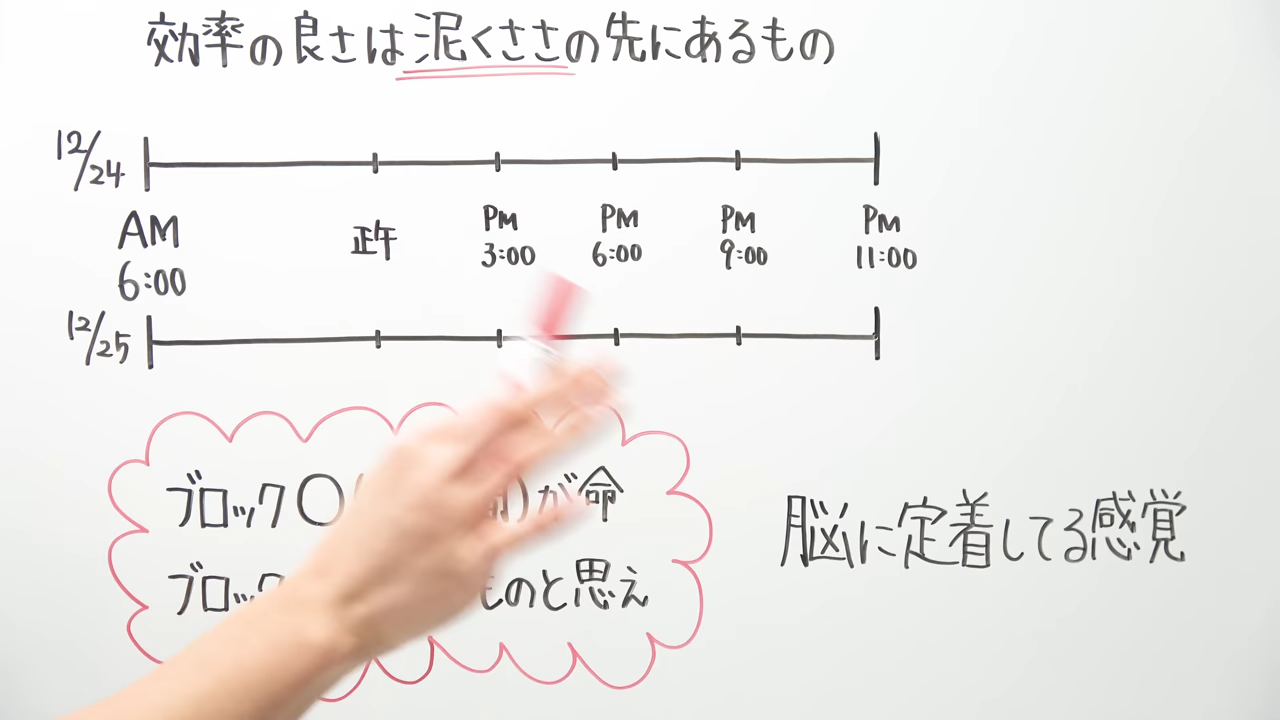 効率の良さは泥くささの先にあるもの
12/24
AM 6:00
正午
PM 3:00
PM 6:00
PM 9:00
PM 11:00
12/25
ブロック〇 が命
ブロック ものと思え
脳に定着してる感覚